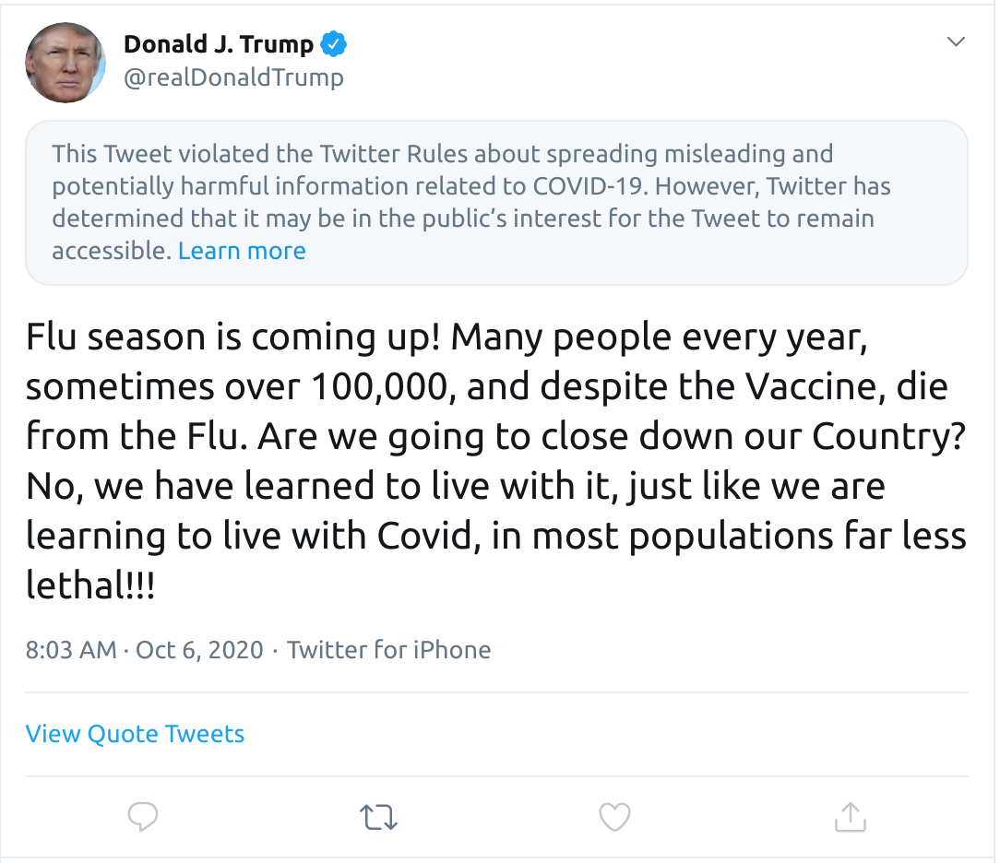 Donald J. Trump
@realDonaldTrump
This Tweet violated the Twitter Rules about spreading misleading and
potentially harmful information related to COVID-19. However, Twitter has
determined that it may be in the public’s interest for the Tweet to remain
accessible. Learn more
Flu season is coming up! Many people every year,
sometimes over 100,000, and despite the Vaccine, die
from the Flu. Are we going to close down our Country?
No, we have learned to live with it, just like we are
learning to live with Covid, in most populations far less
lethal!!!
8:03 AM · Oct 6, 2020 · Twitter for iPhone
View Quote Tweets